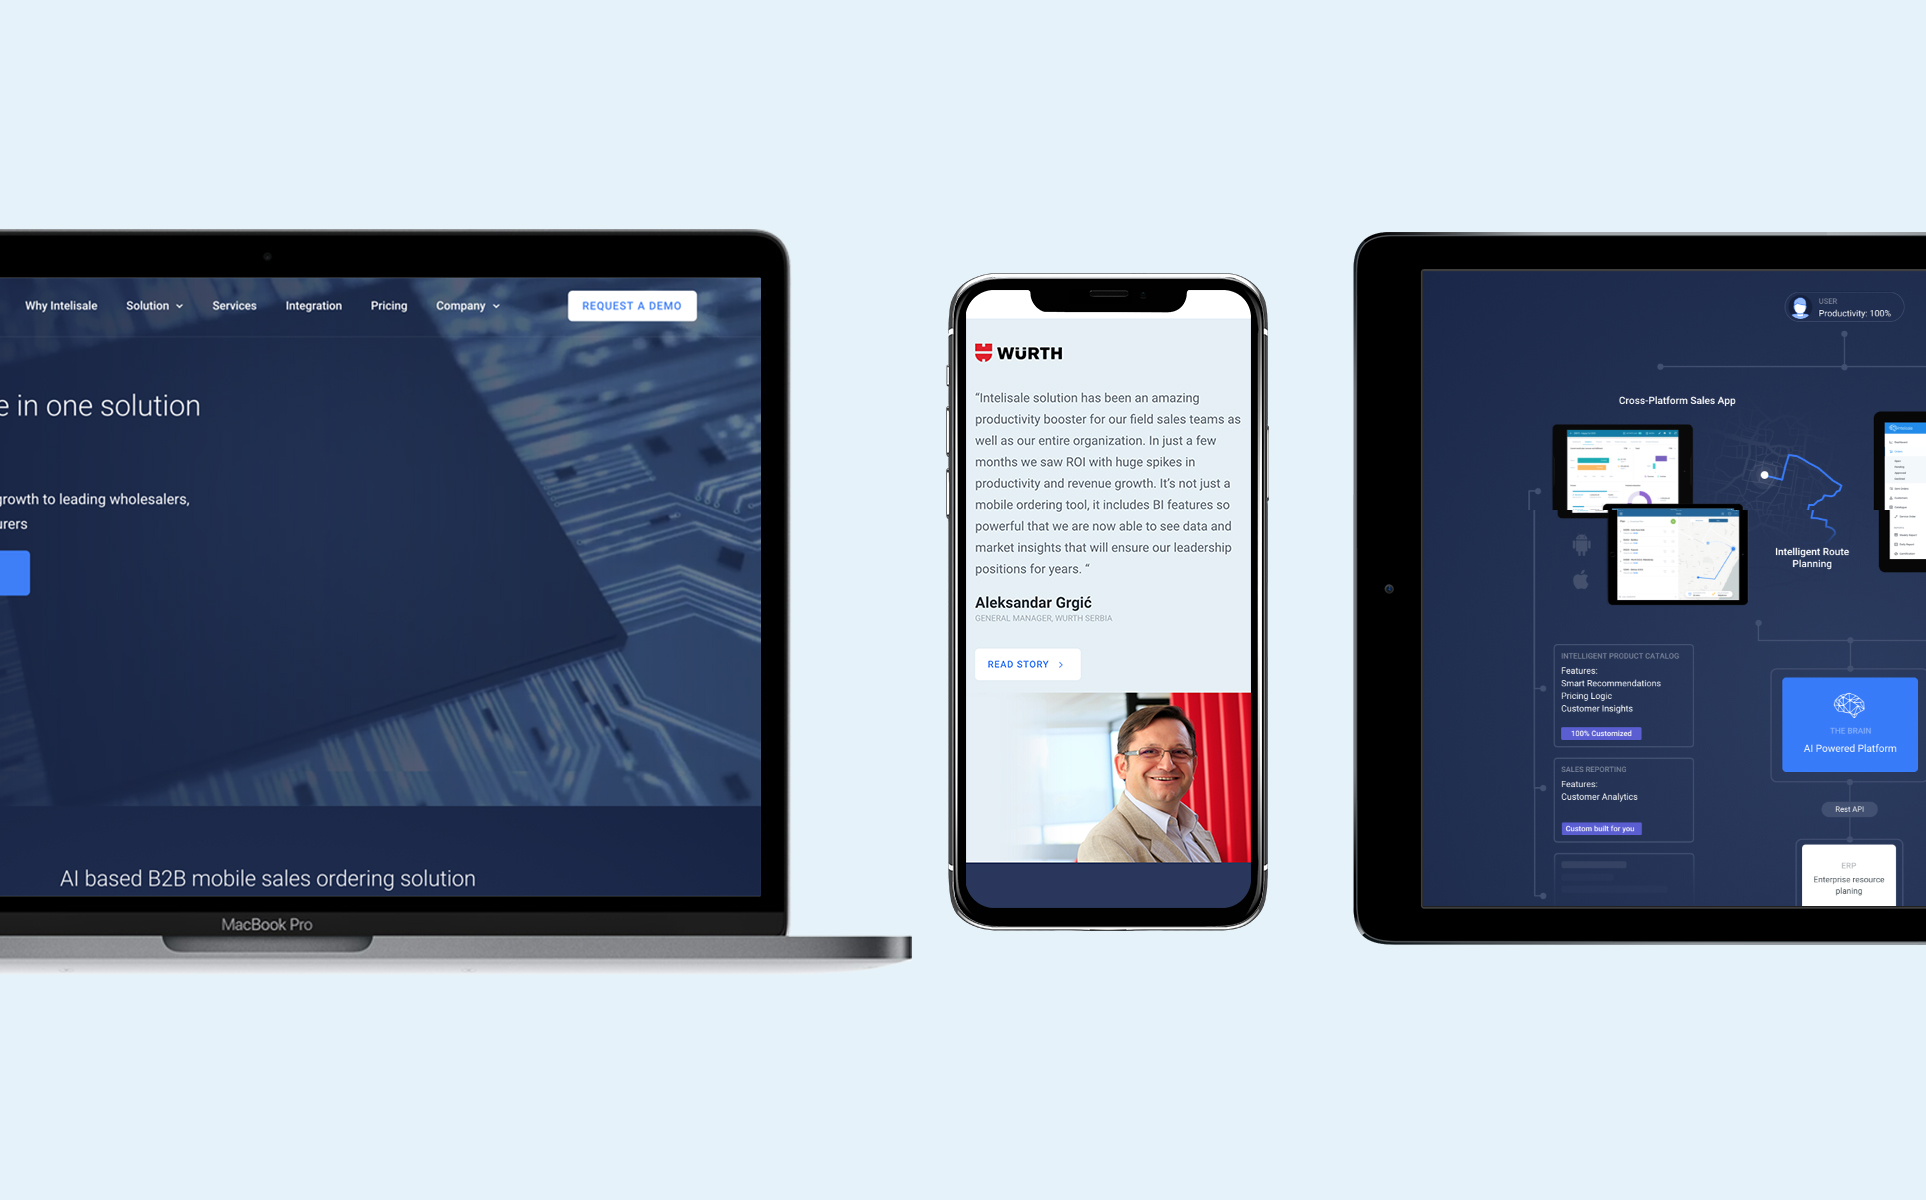 Why Intelisale Solution Services Integration Pricing Company REQUEST A DEMO
e in one solution
growth to leading wholesalers,
urers
AI based B2B mobile sales ordering solution
MacBook Pro
WÜRTH
“Intelisale solution has been an amazing
productivity booster for our field sales teams as
well as our entire organization. In just a few
months we saw ROI with huge spikes in
productivity and revenue growth. It’s not just a
mobile ordering tool, it includes BI features so
powerful that we are now able to see data and
market insights that will ensure our leadership
positions for years. “
Aleksandar Grgić
GENERAL MANAGER, WURTH SERBIA
READ STORY
USER
Productivity: 100%
Cross-Platform Sales App
Intelligent Route
Planning
INTELLIGENT PRODUCT CATALOG
Features:
Smart Recommendations
Pricing Logic
Customer Insights
100% Customized
SALES REPORTING
Features:
Customer Analytics
Custom built for you
THE BRAIN
AI Powered Platform
Rest API
ERP
Enterprise resource
planing